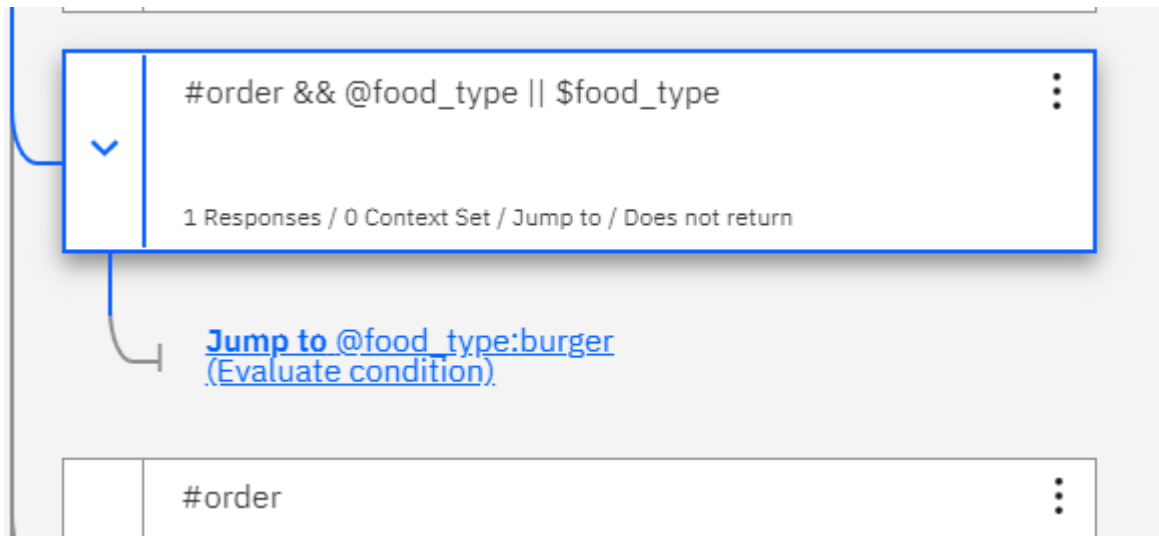 #order && @food_type || $food_type
1 Responses / 0 Context Set / Jump to / Does not return
Jump to @food_type:burger
(Evaluate condition)
#order